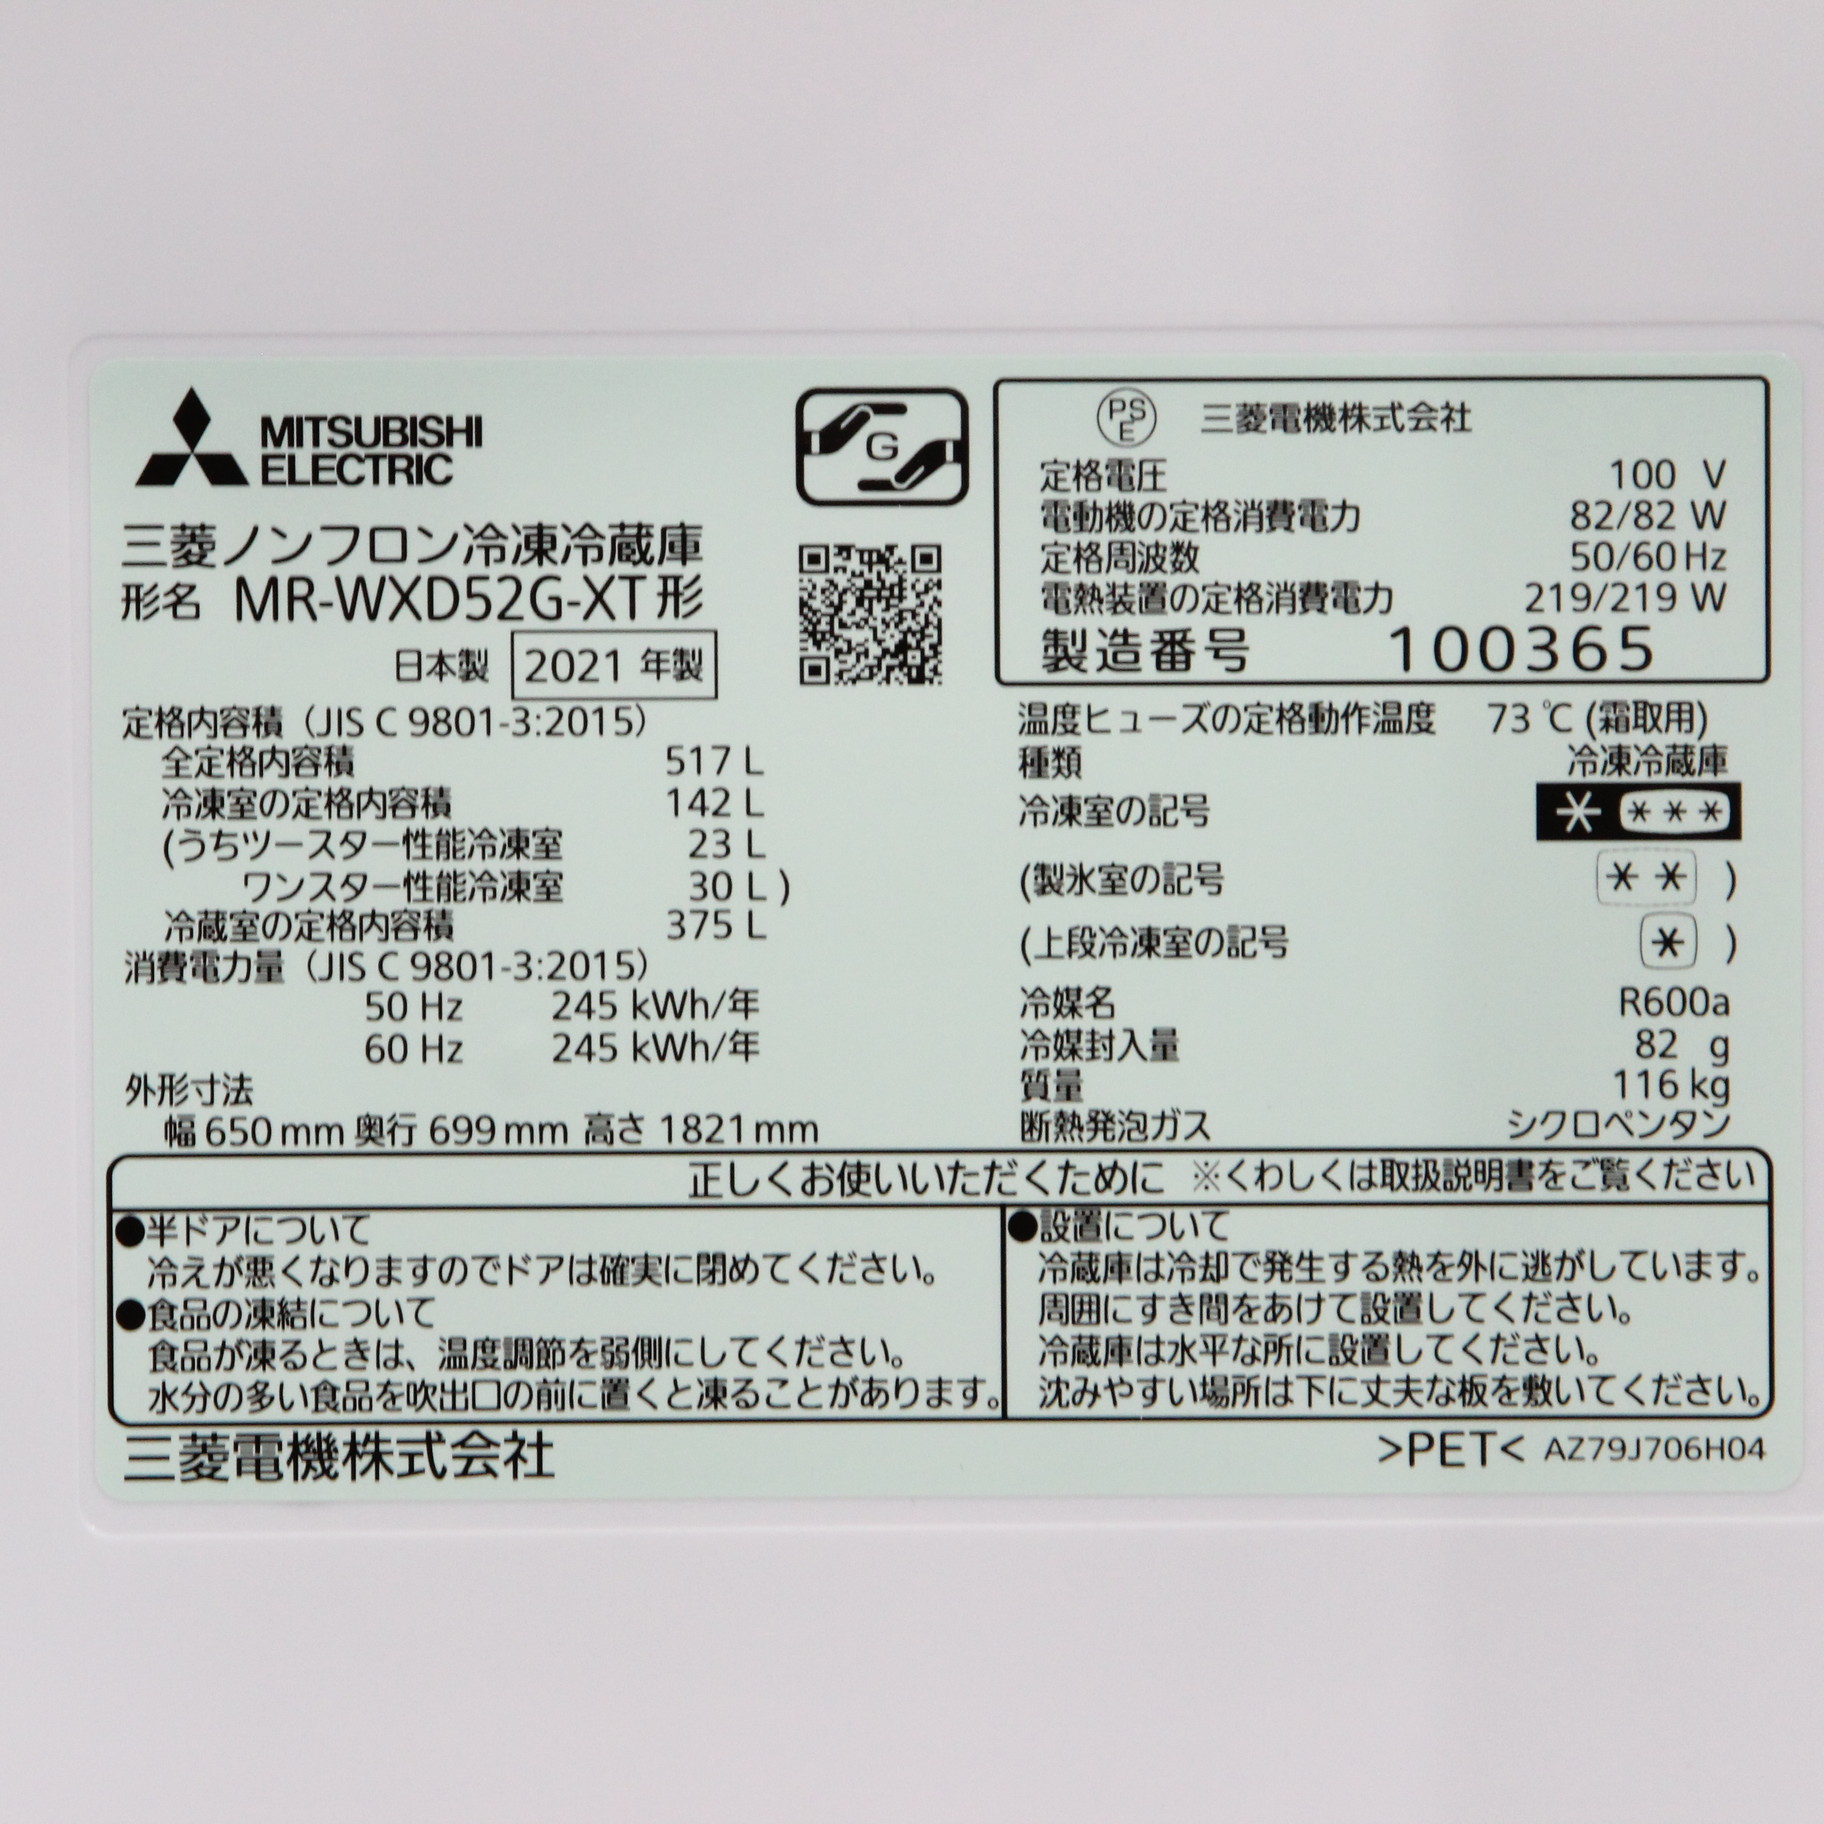 MITSUBISHI
ELECTRIC
G
三菱ノンフロン冷凍冷蔵庫
形名 MR-WXD52G-XT形
日本製 2021 年製
定格内容積（JIS C 9801-3:2015）
全定格内容積 517 L
冷凍室の定格内容積 142 L
(うちツースター性能冷凍室 23 L
ワンスター性能冷凍室 30 L )
冷蔵室の定格内容積 375 L
消費電力量（JIS C 9801-3:2015）
50 Hz 245 kWh/年
60 Hz 245 kWh/年
外形寸法
幅 650 mm 奥行 699 mm 高さ 1821 mm
PSE 三菱電機株式会社
定格電圧 100 V
電動機の定格消費電力 82/82 W
定格周波数 50/60 Hz
電熱装置の定格消費電力 219/219 W
製造番号 100365
温度ヒューズの定格動作温度 73 ℃ (霜取用)
種類 冷凍冷蔵庫
冷凍室の記号 * ***
(製氷室の記号 ** )
(上段冷凍室の記号 * )
冷媒名 R600a
冷媒封入量 82 g
質量 116 kg
断熱発泡ガス シクロペンタン
正しくお使いいただくために ※くわしくは取扱説明書をご覧ください
●半ドアについて
冷えが悪くなりますのでドアは確実に閉めてください。
●食品の凍結について
食品が凍るときは、温度調節を弱側にしてください。
水分の多い食品を吹出口の前に置くと凍ることがあります。
●設置について
冷蔵庫は冷却で発生する熱を外に逃がしています。
周囲にすき間をあけて設置してください。
冷蔵庫は水平な所に設置してください。
沈みやすい場所は下に丈夫な板を敷いてください。
三菱電機株式会社
>PET< AZ79J706H04